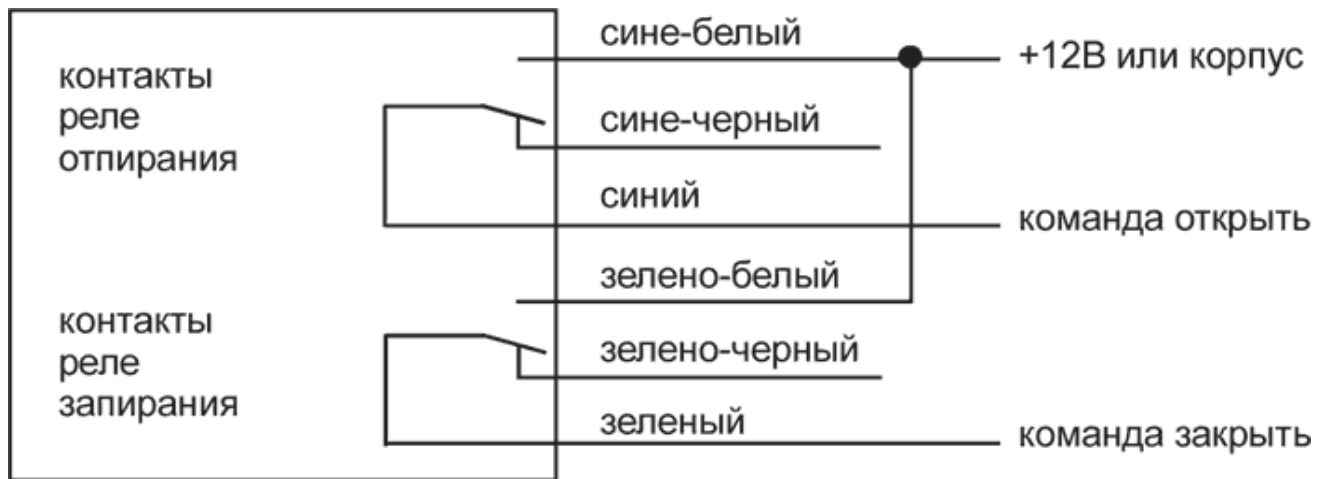 контакты
реле
отпирания
сине-белый
+12В или корпус
сине-черный
синий
команда открыть
контакты
реле
запирания
зелено-белый
зелено-черный
зеленый
команда закрыть